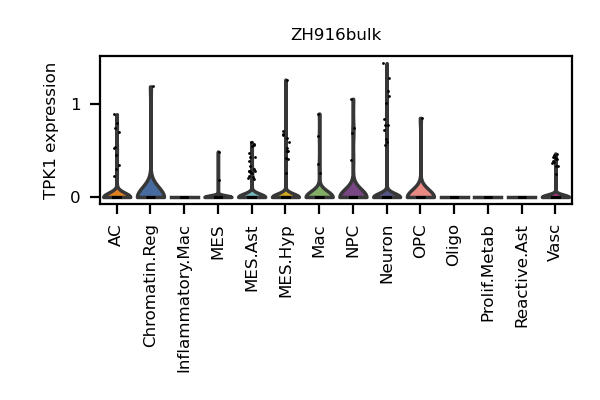 ZH916bulk
TPK1 expression
1
0
AC
Chromatin.Reg
Inflammatory.Mac
MES
MES.Ast
MES.Hyp
Mac
NPC
Neuron
OPC
Oligo
Prolif.Metab
Reactive.Ast
Vasc